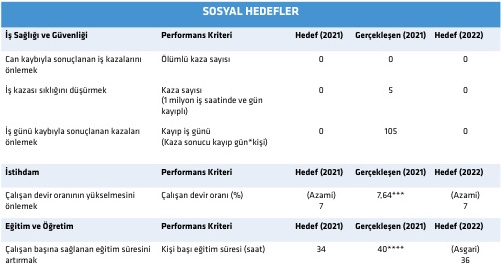 SOSYAL HEDEFLER
İş Sağlığı ve Güvenliği Performans Kriteri Hedef (2021) Gerçekleşen (2021) Hedef (2022)
Can kaybıyla sonuçlanan iş kazalarını Ölümlü kaza sayısı 0 0 0
önlemek
İş kazası sıklığını düşürmek Kaza sayısı 0 5 0
(1 milyon iş saatinde ve gün
kayıplı)
İş günü kaybıyla sonuçlanan kazaları Kayıp iş günü 0 105 0
önlemek (Kaza sonucu kayıp gün*kişi)
İstihdam Performans Kriteri Hedef (2021) Gerçekleşen (2021) Hedef (2022)
Çalışan devir oranının yükselmesini Çalışan devir oranı (%) (Azami) 7,64*** (Azami)
önlemek 7 7
Eğitim ve Öğretim Performans Kriteri Hedef (2021) Gerçekleşen (2021) Hedef (2022)
Çalışan başına sağlanan eğitim süresini Kişi başı eğitim süresi (saat) 34 40**** (Asgari)
artırmak 36